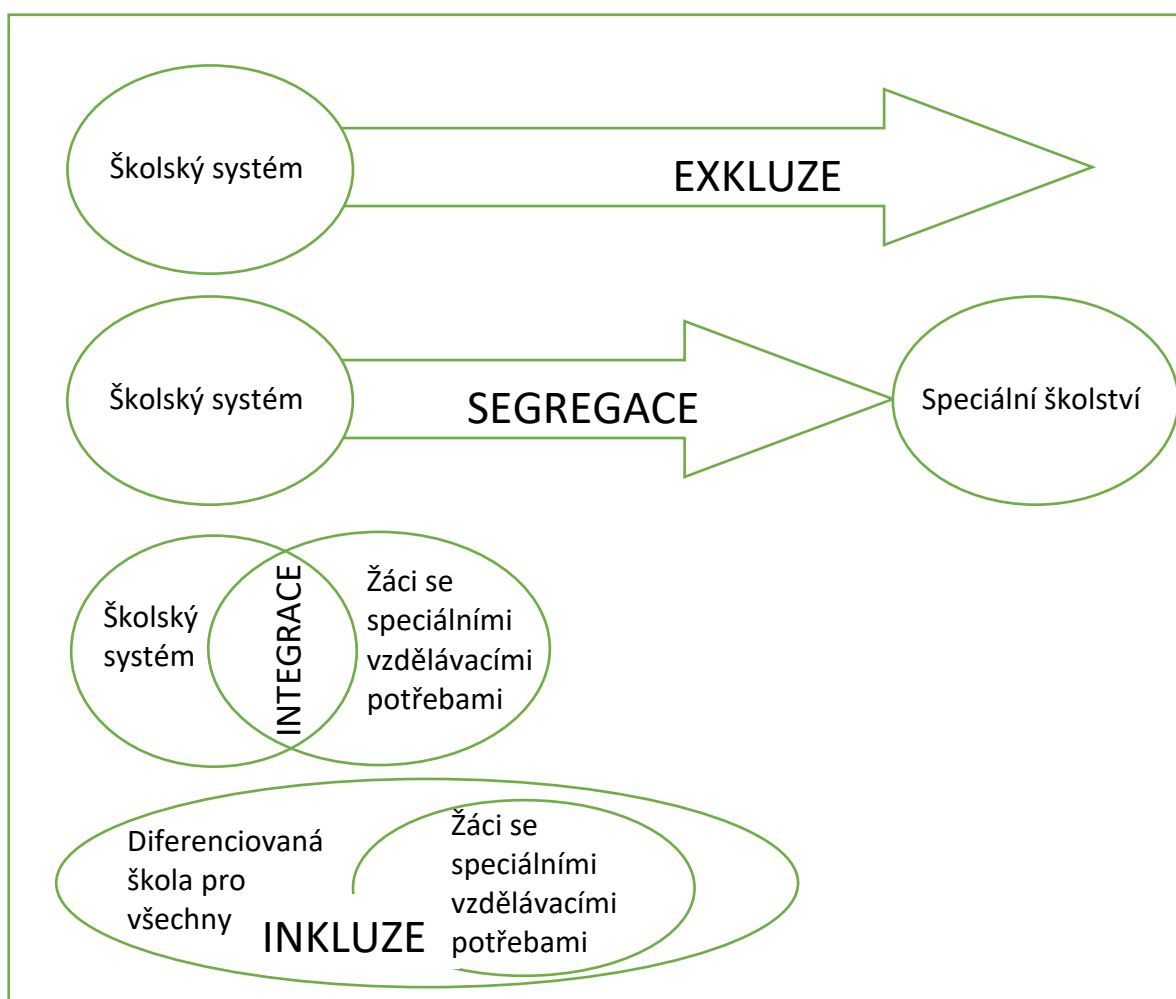 Školský systém
EXKLUZE
Školský systém
SEGREGACE
Speciální školství
Školský
systém
INTEGRACE
Žáci se
speciálními
vzdělávacími
potřebami
Diferenciovaná
škola pro
všechny
INKLUZE
Žáci se
speciálními
vzdělávacími
potřebami